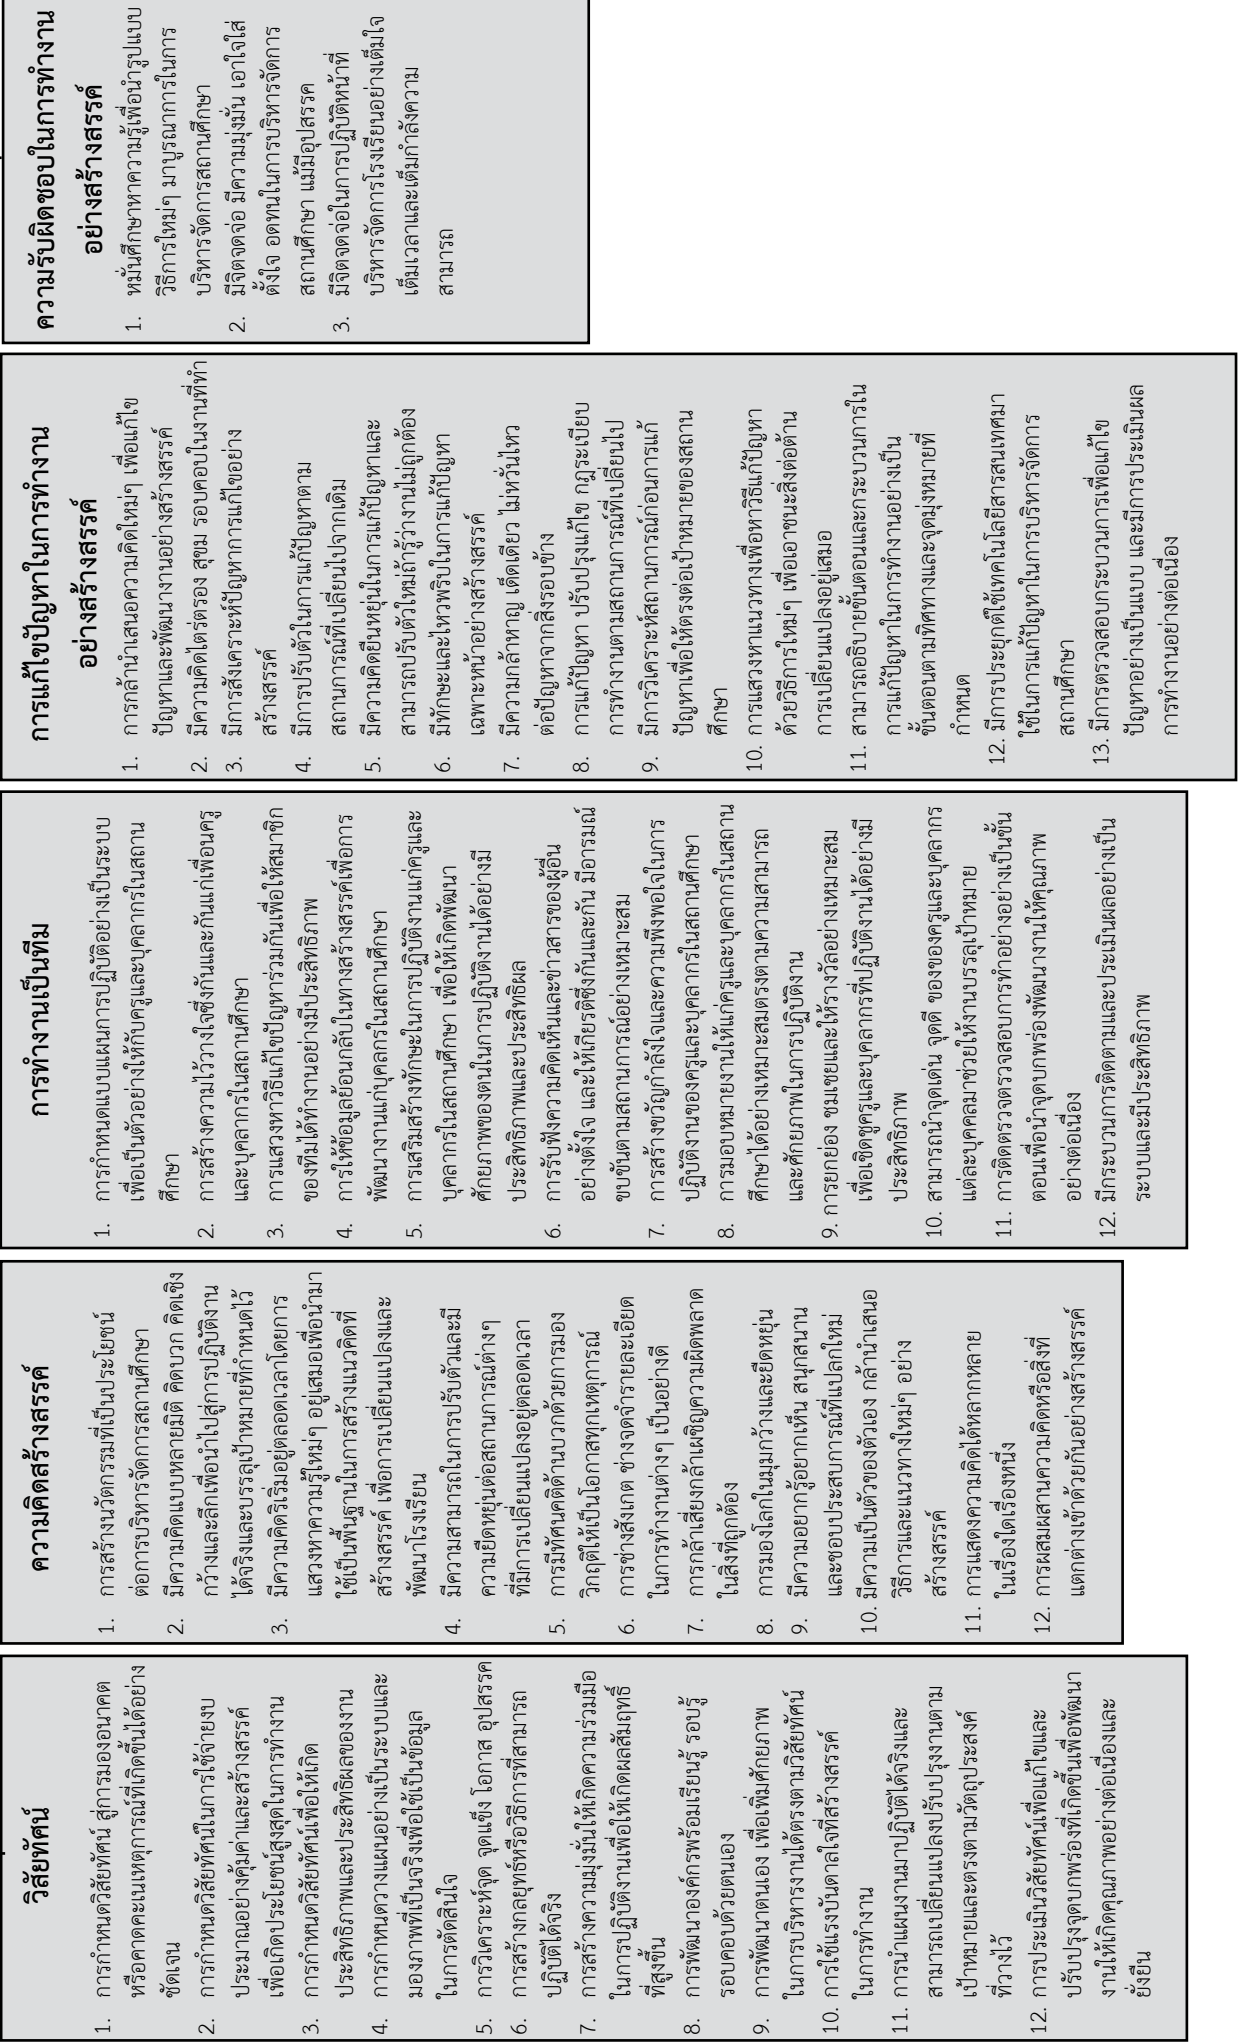 วิสัยทัศน์
1. การกำหนดวิสัยทัศน์ สู่การมองอนาคต
หรือคาดคะเนเหตุการณ์ที่เกิดขึ้นได้อย่าง
ชัดเจน
2. การกำหนดวิสัยทัศน์ในการใช้จ่ายงบ
ประมาณอย่างคุ้มค่าและสร้างสรรค์
เพื่อเกิดประโยชน์สูงสุดในการทำงาน
3. การกำหนดวิสัยทัศน์เพื่อให้เกิด
ประสิทธิภาพและประสิทธิผลของงาน
4. การกำหนดวางแผนอย่างเป็นระบบและ
มองภาพที่เป็นจริงเพื่อใช้เป็นข้อมูล
ในการตัดสินใจ
5. การวิเคราะห์จุด จุดแข็ง โอกาส อุปสรรค
6. การสร้างกลยุทธ์หรือวิธีการที่สามารถ
ปฏิบัติได้จริง
7. การสร้างความมุ่งมั่นให้เกิดความร่วมมือ
ในการปฏิบัติงานเพื่อให้เกิดผลสัมฤทธิ์
ที่สูงขึ้น
8. การพัฒนาองค์กรพร้อมเรียนรู้ รอบรู้
รอบคอบด้วยตนเอง
9. การพัฒนาตนเอง เพื่อเพิ่มศักยภาพ
ในการบริหารงานได้ตรงตามวิสัยทัศน์
10. การใช้แรงบันดาลใจที่สร้างสรรค์
ในการทำงาน
11. การนำแผนงานมาปฏิบัติได้จริงและ
สามารถเปลี่ยนแปลงปรับปรุงงานตาม
เป้าหมายและตรงตามวัตถุประสงค์
ที่วางไว้
12. การประเมินวิสัยทัศน์เพื่อแก้ไขและ
ปรับปรุงจุดบกพร่องที่เกิดขึ้นเพื่อพัฒนา
งานให้เกิดคุณภาพอย่างต่อเนื่องและ
ยั่งยืน
ความคิดสร้างสรรค์
1. การสร้างนวัตกรรมที่เป็นประโยชน์
ต่อการบริหารจัดการสถานศึกษา
2. มีความคิดแบบหลายมิติ คิดบวก คิดเชิง
กว้างและลึกเพื่อนำไปสู่การปฏิบัติงาน
ได้จริงและบรรลุเป้าหมายที่กำหนดไว้
3. มีความคิดริเริ่มอยู่ตลอดเวลาโดยการ
แสวงหาความรู้ใหม่ๆ อยู่เสมอเพื่อนำมา
ใช้เป็นพื้นฐานในการสร้างแนวคิดที่
สร้างสรรค์ เพื่อการเปลี่ยนแปลงและ
พัฒนาโรงเรียน
4. มีความสามารถในการปรับตัวและมี
ความยืดหยุ่นต่อสถานการณ์ต่างๆ
ที่มีการเปลี่ยนแปลงอยู่ตลอดเวลา
5. การมีทัศนคติด้านบวกด้วยการมอง
วิกฤติให้เป็นโอกาสทุกเหตุการณ์
6. การช่างสังเกต ช่างจดจำรายละเอียด
ในการทำงานต่างๆ เป็นอย่างดี
7. การกล้าเสี่ยงกล้าเผชิญความผิดพลาด
ในสิ่งที่ถูกต้อง
8. การมองโลกในมุมกว้างและยืดหยุ่น
9. มีความอยากรู้อยากเห็น สนุกสนาน
และชอบประสบการณ์ที่แปลกใหม่
10. มีความเป็นตัวของตัวเอง กล้านำเสนอ
วิธีการและแนวทางใหม่ๆ อย่าง
สร้างสรรค์
11. การแสดงความคิดได้หลากหลาย
ในเรื่องใดเรื่องหนึ่ง
12. การผสมผสานความคิดหรือสิ่งที่
แตกต่างเข้าด้วยกันอย่างสร้างสรรค์
การทำงานเป็นทีม
1. การกำหนดแบบแผนการปฏิบัติอย่างเป็นระบบ
เพื่อเป็นตัวอย่างให้กับครูและบุคลากรในสถาน
ศึกษา
2. การสร้างความไว้วางใจซึ่งกันและกันแก่เพื่อนครู
และบุคลากรในสถานศึกษา
3. การแสวงหาวิธีแก้ไขปัญหาร่วมกันเพื่อให้สมาชิก
ของทีมได้ทำงานอย่างมีประสิทธิภาพ
4. การให้ข้อมูลย้อนกลับในทางสร้างสรรค์เพื่อการ
พัฒนางานแก่บุคลกรในสถานศึกษา
5. การเสริมสร้างทักษะในการปฏิบัติงานแก่ครูและ
บุคลากรในสถานศึกษา เพื่อให้เกิดพัฒนา
ศักยภาพของตนในการปฏิบัติงานได้อย่างมี
ประสิทธิภาพและประสิทธิผล
6. การรับฟังความคิดเห็นและข่าวสารของผู้อื่น
อย่างตั้งใจ และให้เกียรติซึ่งกันและกัน มีอารมณ์
ขบขันตามสถานการณ์อย่างเหมาะสม
7. การสร้างขวัญกำลังใจและความพึงพอใจในการ
ปฏิบัติงานของครูและบุคลากรในสถานศึกษา
8. การมอบหมายงานให้แก่ครูและบุคลากรในสถาน
ศึกษาได้อย่างเหมาะสมตรงตามความสามารถ
และศักยภาพในการปฏิบัติงาน
9. การยกย่อง ชมเชยและให้รางวัลอย่างเหมาะสม
เพื่อเชิดชูครูและบุคลากรที่ปฏิบัติงานได้อย่างมี
ประสิทธิภาพ
10. สามารถนำจุดเด่น จุดดี ของของครูและบุคลากร
แต่ละบุคคลมาช่วยให้งานบรรลุเป้าหมาย
11. การติดตรวจตรวจสอบการทำอย่างอย่างเป็นขั้น
ตอนเพื่อนำจุดบกพร่องพัฒนางานให้คุณภาพ
อย่างต่อเนื่อง
12. มีกระบวนการติดตามและประเมินผลอย่างเป็น
ระบบและมีประสิทธิภาพ
การแก้ไขปัญหาในการทำงาน
อย่างสร้างสรรค์
1. การกล้านำเสนอความคิดใหม่ๆ เพื่อแก้ไข
ปัญหาและพัฒนางานอย่างสร้างสรรค์
2. มีความคิดไตร่ตรอง สุขุม รอบคอบในงานที่ทำ
3. มีการสังเคราะห์ปัญหาการแก้ไขอย่าง
สร้างสรรค์
4. มีการปรับตัวในการแก้ปัญหาตาม
สถานการณ์ที่เปลี่ยนไปจากเดิม
5. มีความคิดยืนหยุ่นในการแก้ปัญหาและ
สามารถปรับตัวใหม่ถ้ารู้ว่างานไม่ถูกต้อง
6. มีทักษะและไหวพริบในการแก้ปัญหา
เฉพาะหน้าอย่างสร้างสรรค์
7. มีความกล้าหาญ เด็ดเดี่ยว ไม่หวั่นไหว
ต่อปัญหาจากสิ่งรอบข้าง
8. การแก้ปัญหา ปรับปรุงแก้ไข กฎระเบียบ
การทำงานตามสถานการณ์ที่เปลี่ยนไป
9. มีการวิเคราะห์สถานการณ์ก่อนการแก้
ปัญหาเพื่อให้ตรงต่อเป้าหมายของสถาน
ศึกษา
10. การแสวงหาแนวทางเพื่อหาวิธีแก้ปัญหา
ด้วยวิธีการใหม่ๆ เพื่อเอาชนะสิ่งต่อต้าน
การเปลี่ยนแปลงอยู่เสมอ
11. สามารถอธิบายขั้นตอนและกระบวนการใน
การแก้ปัญหาในการทำงานอย่างเป็น
ขั้นตอนตามทิศทางและจุดมุ่งหมายที่
กำหนด
12. มีการประยุกต์ใช้เทคโนโลยีสารสนเทศมา
ใช้ในการแก้ปัญหาในการบริหารจัดการ
สถานศึกษา
13. มีการตรวจสอบกระบวนการเพื่อแก้ไข
ปัญหาอย่างเป็นแบบ และมีการประเมินผล
การทำงานอย่างต่อเนื่อง
ความรับผิดชอบในการทำงาน
อย่างสร้างสรรค์
1. หมั่นศึกษาหาความรู้เพื่อนำรูปแบบ
วิธีการใหม่ๆ มาบูรณาการในการ
บริหารจัดการสถานศึกษา
2. มีจิตจดจ่อ มีความมุ่งมั่น เอาใจใส่
ตั้งใจ อดทนในการบริหารจัดการ
สถานศึกษา แม้มีอุปสรรค
3. มีจิตจดจ่อในการปฏิบัติหน้าที่
บริหารจัดการโรงเรียนอย่างเต็มใจ
เต็มเวลาและเต็มกำลังความ
สามารถ